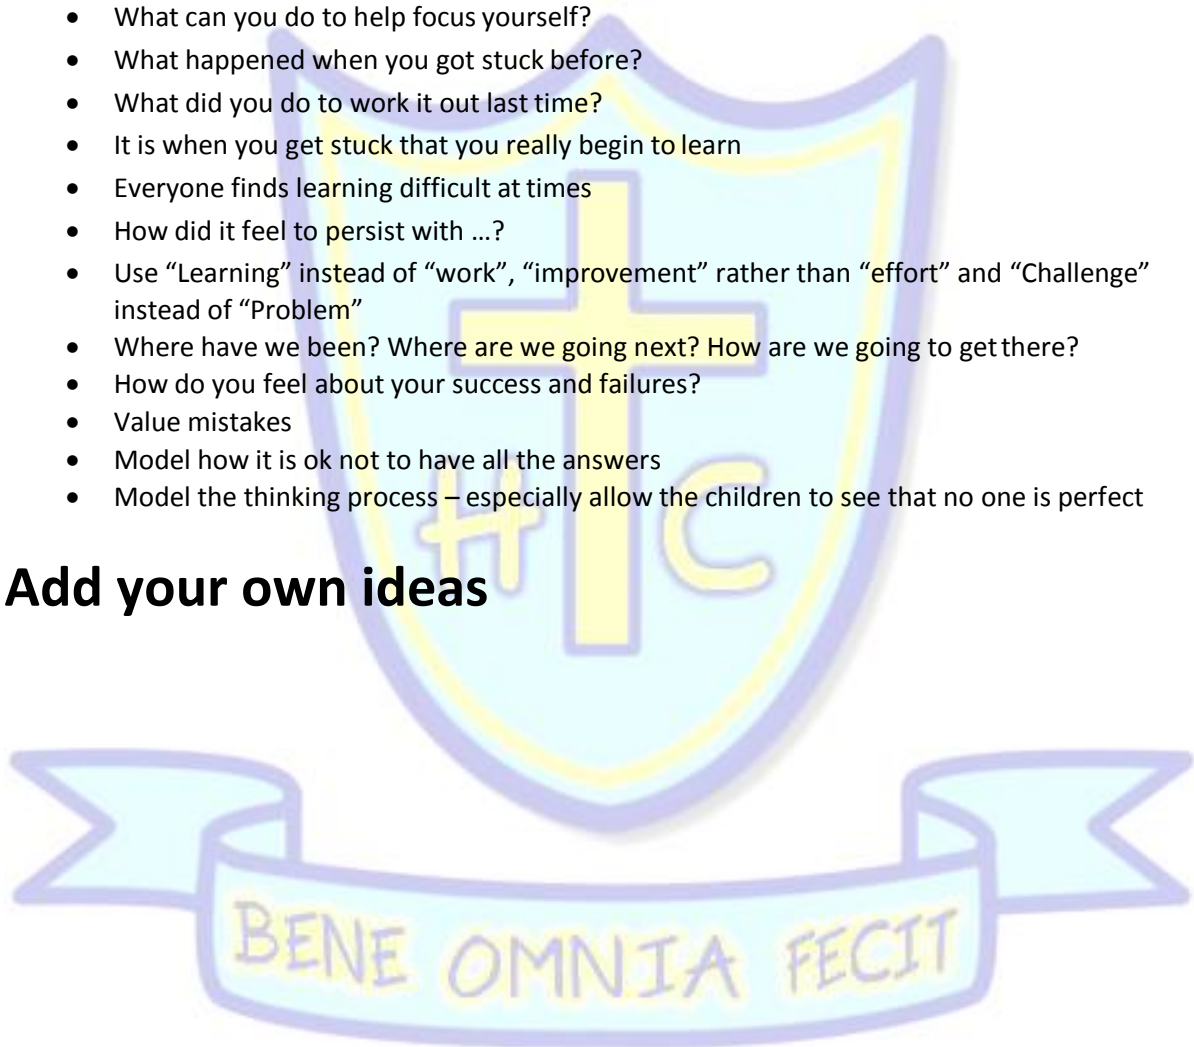 • What can you do to help focus yourself?
• What happened when you got stuck before?
• What did you do to work it out last time?
• It is when you get stuck that you really begin to learn
• Everyone finds learning difficult at times
• How did it feel to persist with …?
• Use “Learning” instead of “work”, “improvement” rather than “effort” and “Challenge”
instead of “Problem”
• Where have we been? Where are we going next? How are we going to get there?
• How do you feel about your success and failures?
• Value mistakes
• Model how it is ok not to have all the answers
• Model the thinking process – especially allow the children to see that no one is perfect
H C
Add your own ideas
BENE OMNIA FECIT